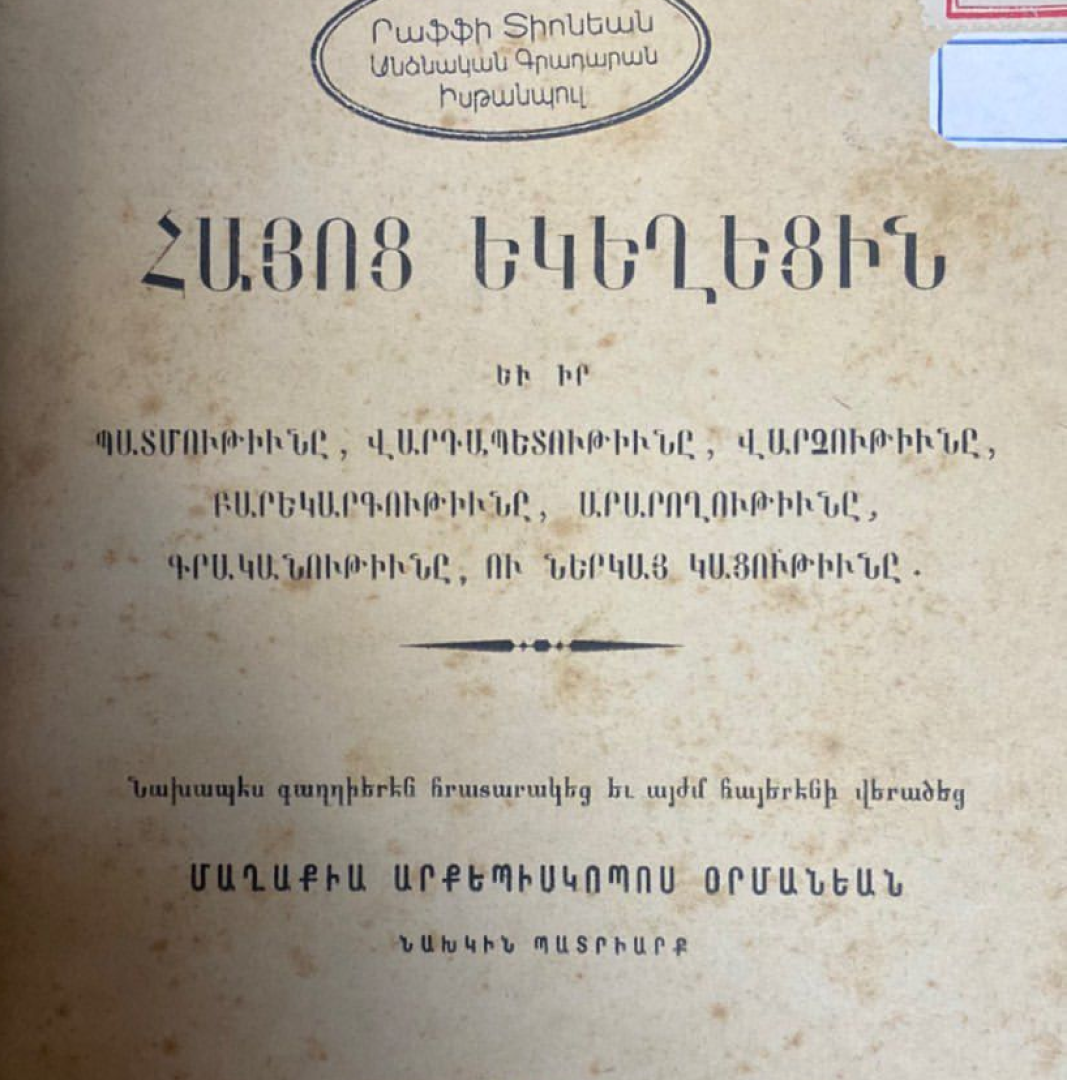 Րաֆֆի Տիոնեան
Անձնական Գրադարան
Իսթանպուլ
ՀԱՅՈՑ ԵԿԵՂԵՑԻՆ
ԵՒ ԻՐ
ՊԱՏՄՈՒԹԻՒՆԸ, ՎԱՐԴԱՊԵՏՈՒԹԻՒՆԸ, ՎԱՐՉՈՒԹԻՒՆԸ,
ԲԱՐԵԿԱՐԳՈՒԹԻՒՆԸ, ԱՐԱՐՈՂՈՒԹԻՒՆԸ,
ԳՐԱԿԱՆՈՒԹԻՒՆԸ, ՈՒ ՆԵՐԿԱՅ ԿԱՑՈՒԹԻՒՆԸ.
Նախապէս գաղղիերէն հրատարակեց եւ այժմ հայերէնի վերածեց
ՄԱՂԱՔԻԱ ԱՐՔԵՊԻՍԿՈՊՈՍ ՕՐՄԱՆԵԱՆ
ՆԱԽԿԻՆ ՊԱՏՐԻԱՐՔ